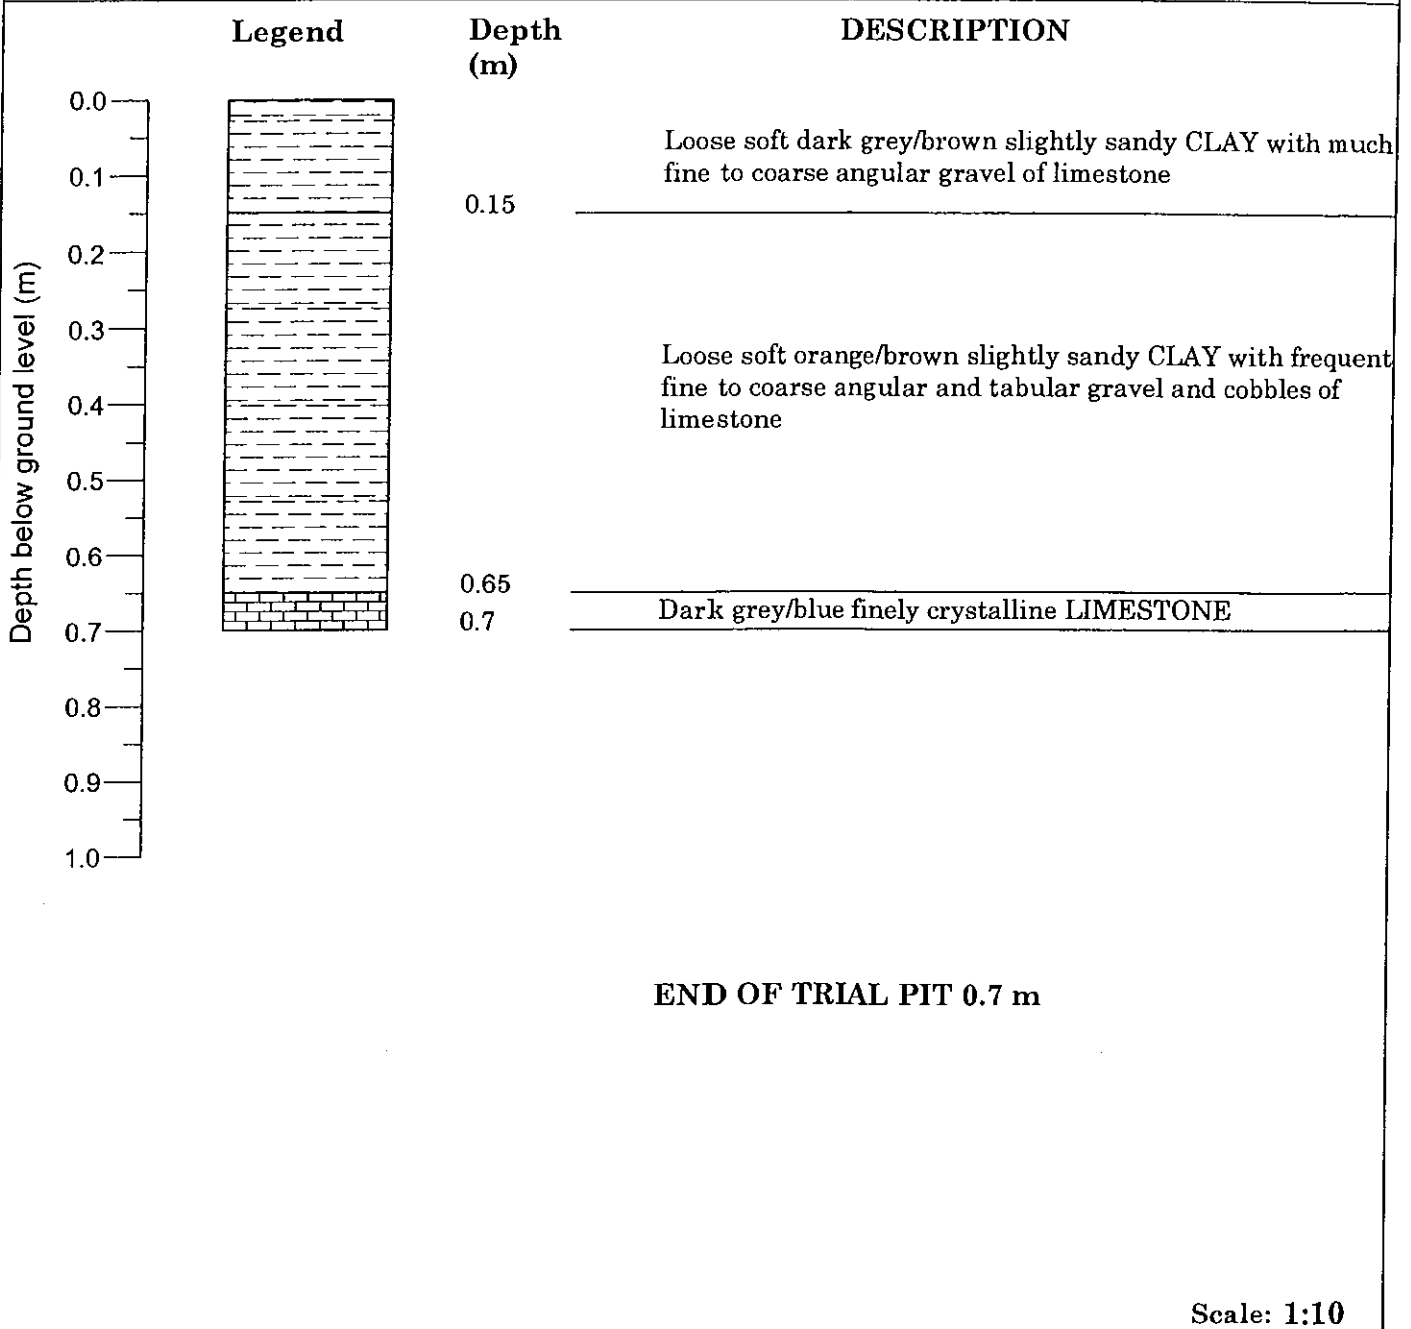 Legend
Depth
(m)
DESCRIPTION
Depth below ground level (m)
0.0
0.1
0.2
0.3
0.4
0.5
0.6
0.7
0.8
0.9
1.0
Loose soft dark grey/brown slightly sandy CLAY with much
fine to coarse angular gravel of limestone
0.15
Loose soft orange/brown slightly sandy CLAY with frequent
fine to coarse angular and tabular gravel and cobbles of
limestone
0.65
Dark grey/blue finely crystalline LIMESTONE
0.7
END OF TRIAL PIT 0.7 m
Scale: 1:10